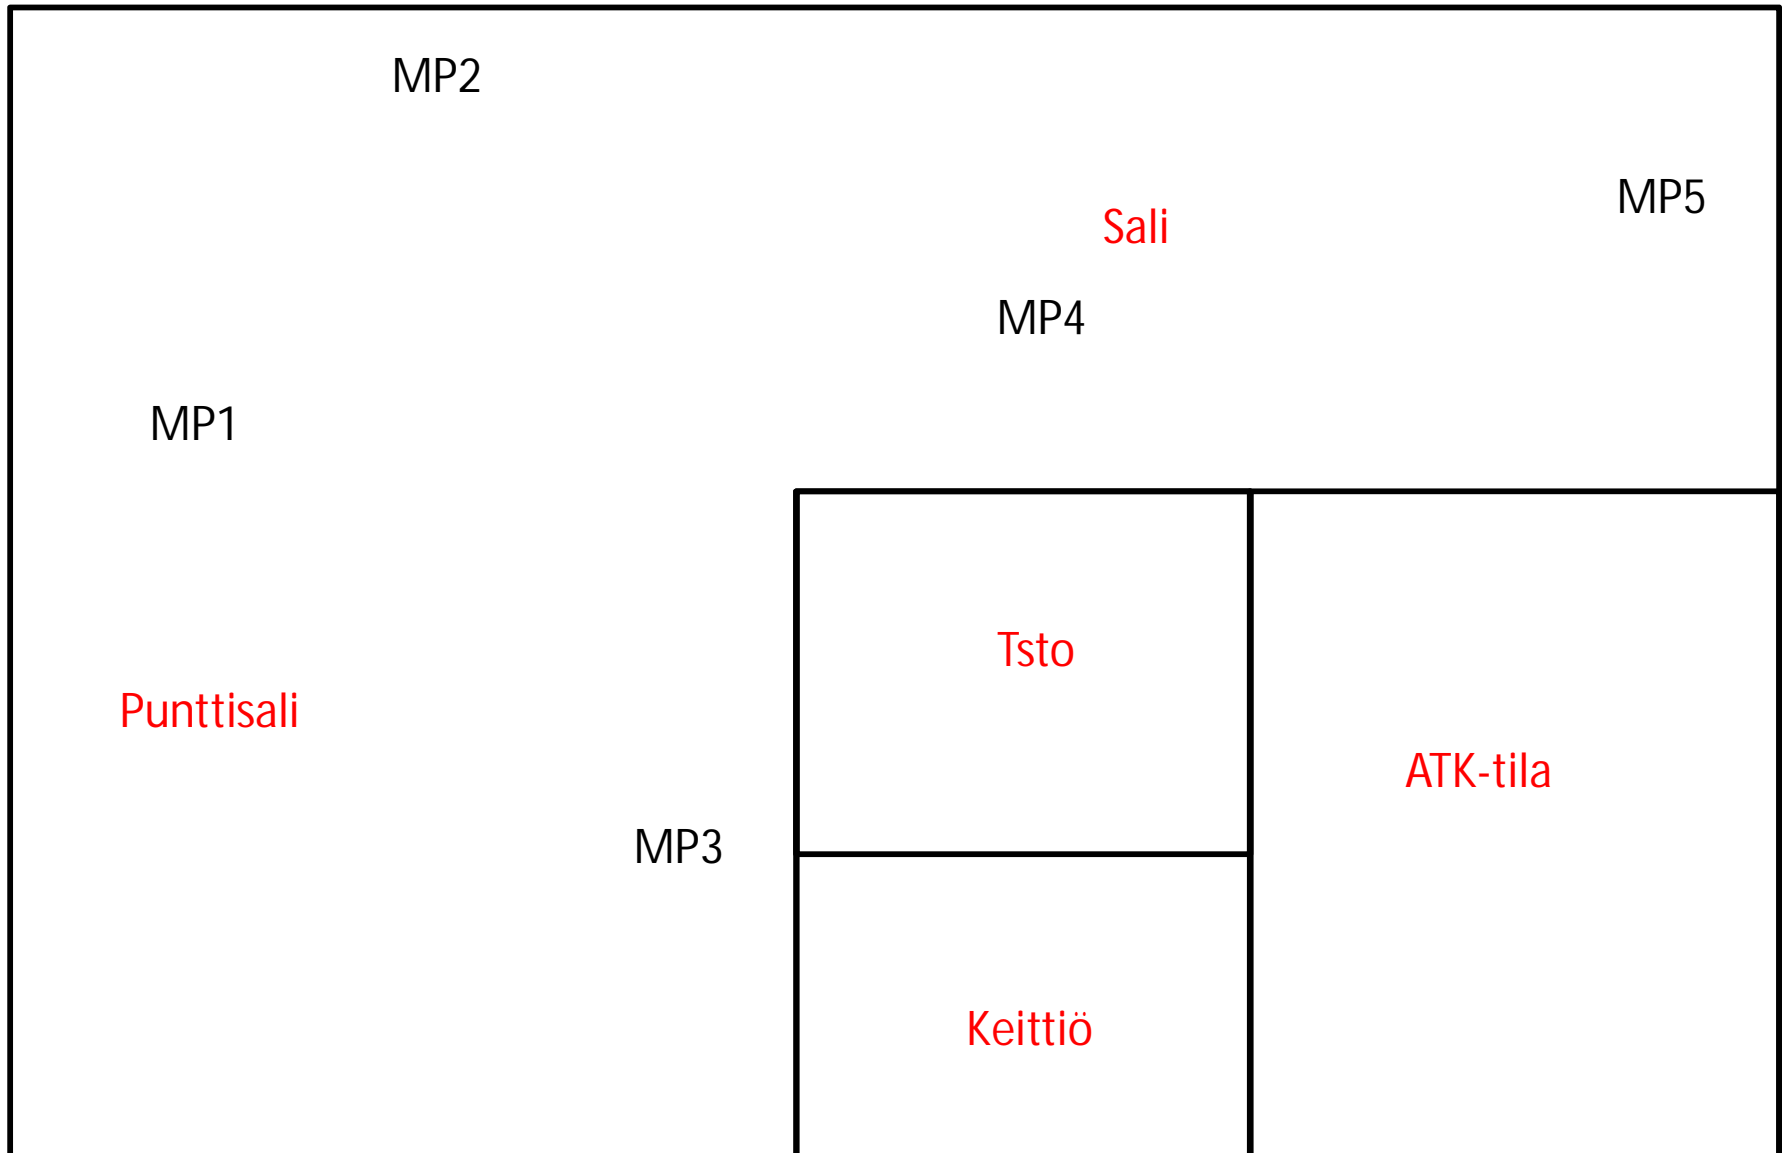 MP2
MP5
Sali
MP4
MP1
Tsto
Punttisali
ATK-tila
MP3
Keittiö